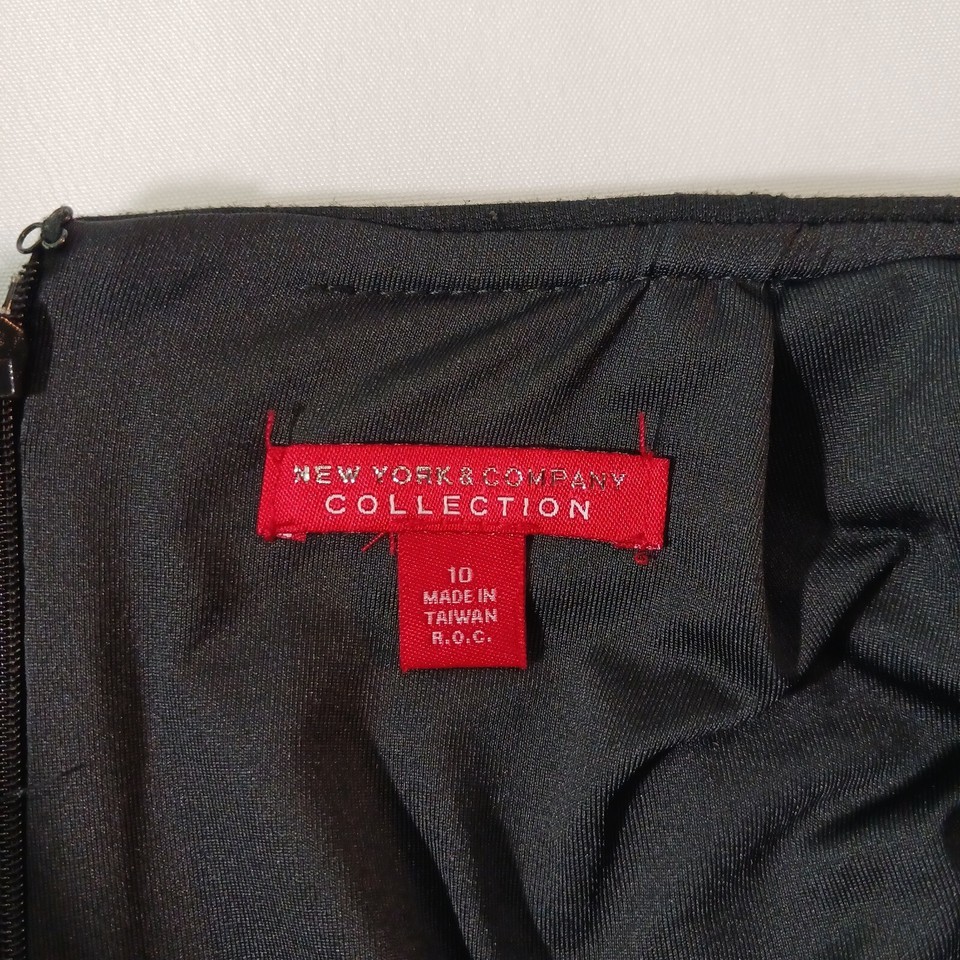 NEW YORK & COMPANY
COLLECTION
10
MADE IN
TAIWAN
R.O.C.